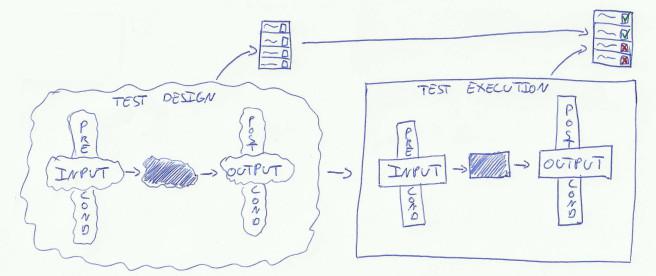 TEST DESIGN
PRE
INPUT
COND
POST
OUTPUT
COND
TEST EXECUTION
PRE
INPUT
COND
POST
OUTPUT
COND